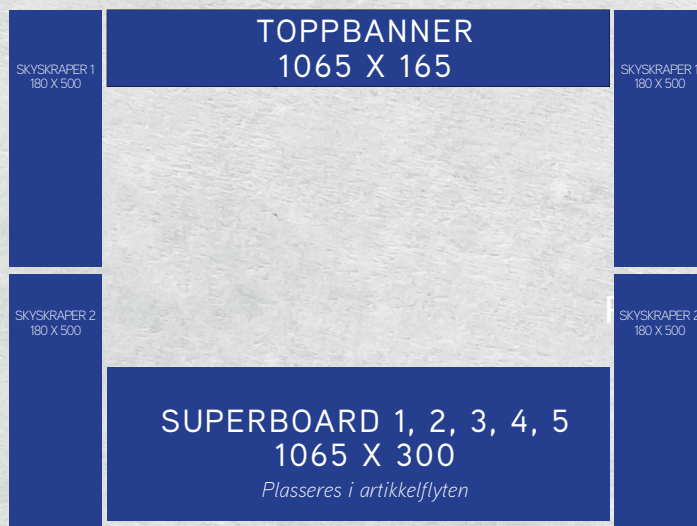 SKYSKRAPER 1
180 X 500
TOPPBANNER
1065 X 165
SKYSKRAPER 1
180 X 500
SKYSKRAPER 2
180 X 500
SKYSKRAPER 2
180 X 500
SUPERBOARD 1, 2, 3, 4, 5
1065 X 300
Plasseres i artikkelflyten